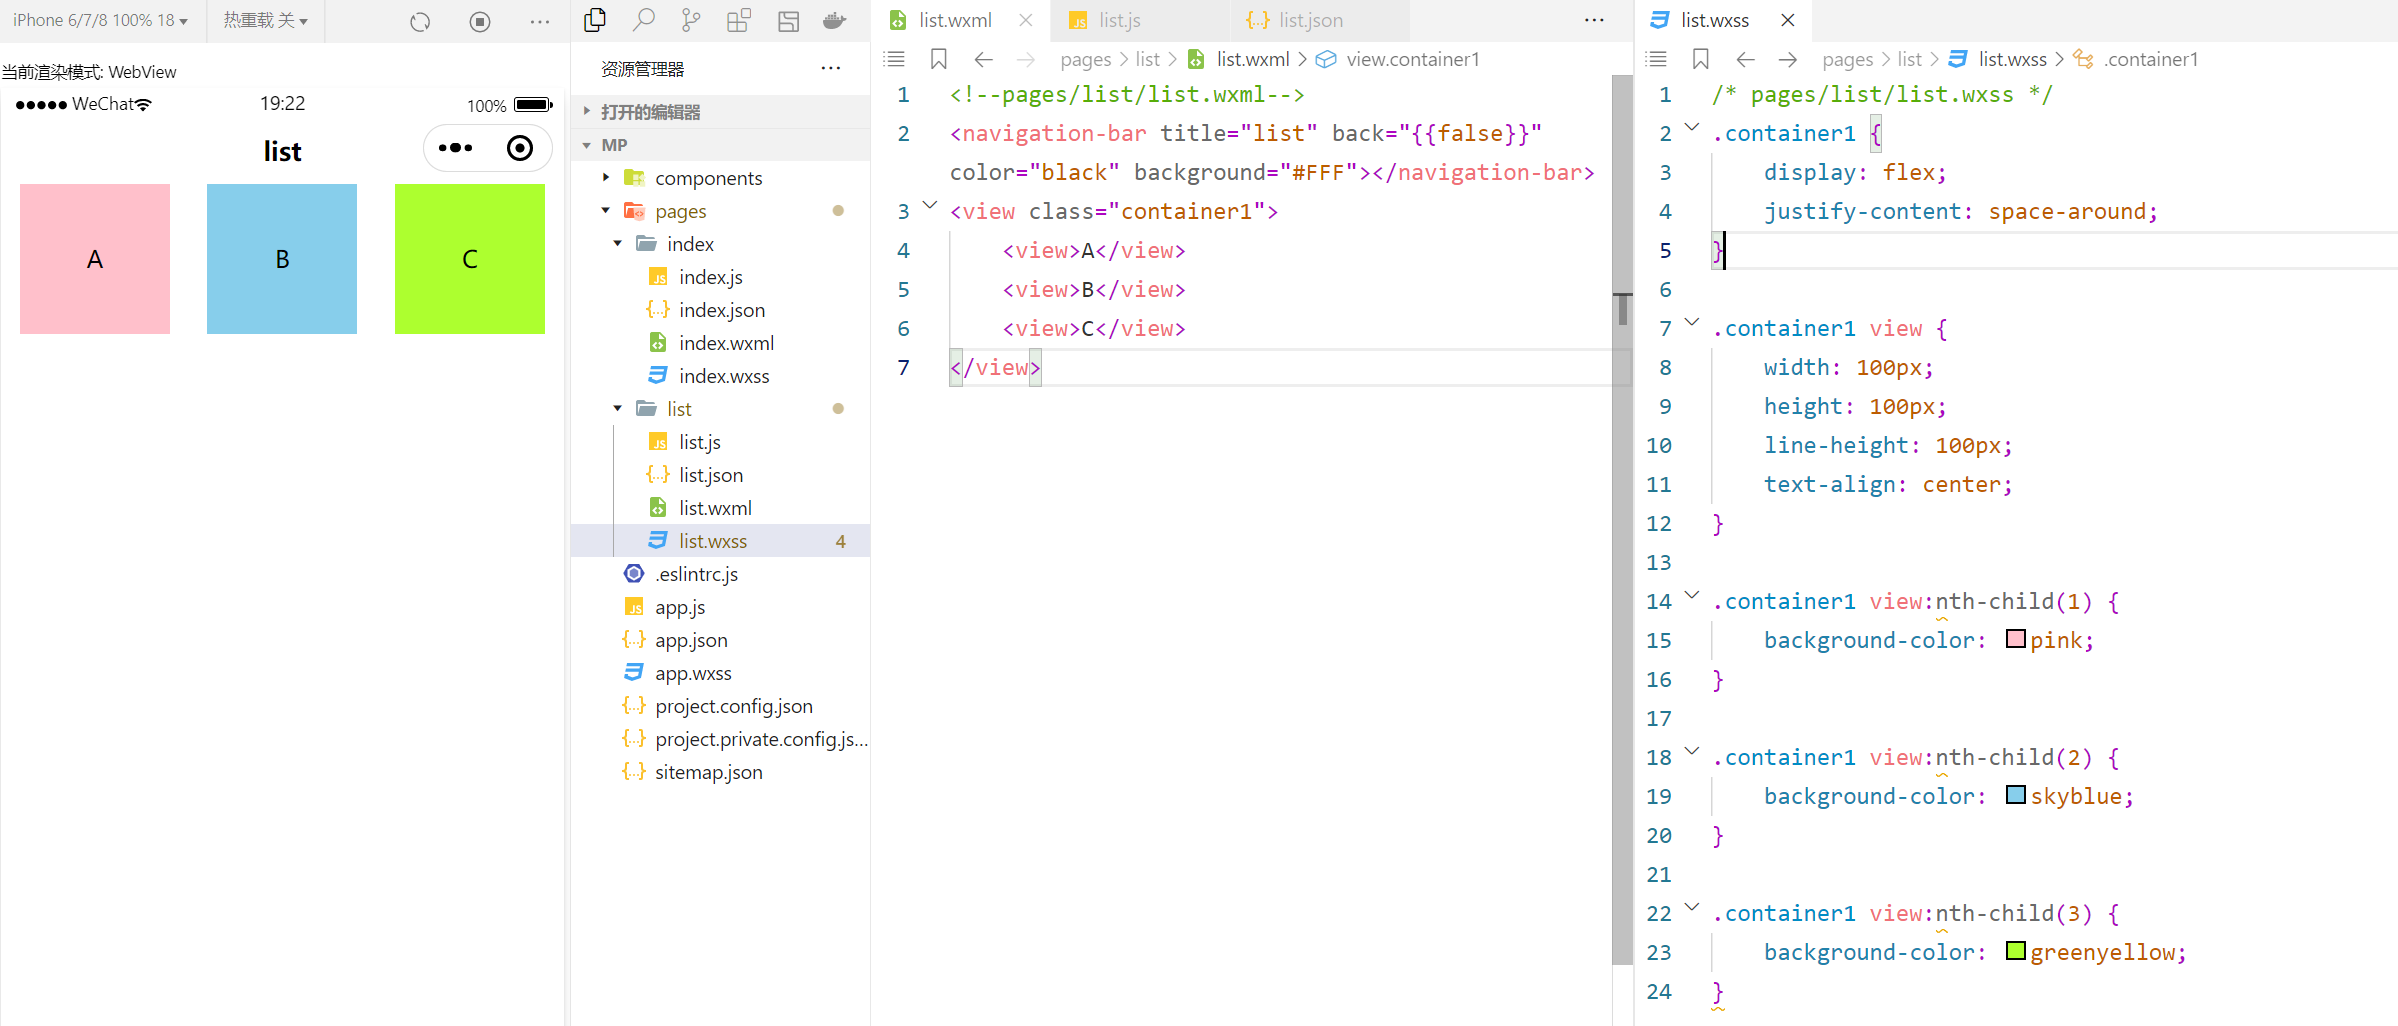 iPhone 6/7/8 100% 18
热重载 关
当前渲染模式: WebView
WeChat
19:22
100%
list
A
B
C
资源管理器
打开的编辑器
MP
components
pages
index
index.js
index.json
index.wxml
index.wxss
list
list.js
list.json
list.wxml
list.wxss 4
.eslintrc.js
app.js
app.json
app.wxss
project.config.json
project.private.config.js...
sitemap.json
list.wxml
list.js
list.json
pages > list > list.wxml > view.container1
1 <!--pages/list/list.wxml-->
2 <navigation-bar title="list" back="{{false}}"
color="black" background="#FFF"></navigation-bar>
3 <view class="container1">
4 <view>A</view>
5 <view>B</view>
6 <view>C</view>
7 </view>
list.wxss
pages > list > list.wxss > .container1
1 /* pages/list/list.wxss */
2 .container1 {
3 display: flex;
4 justify-content: space-around;
5 }
6
7 .container1 view {
8 width: 100px;
9 height: 100px;
10 line-height: 100px;
11 text-align: center;
12 }
13
14 .container1 view:nth-child(1) {
15 background-color: pink;
16 }
17
18 .container1 view:nth-child(2) {
19 background-color: skyblue;
20 }
21
22 .container1 view:nth-child(3) {
23 background-color: greenyellow;
24 }